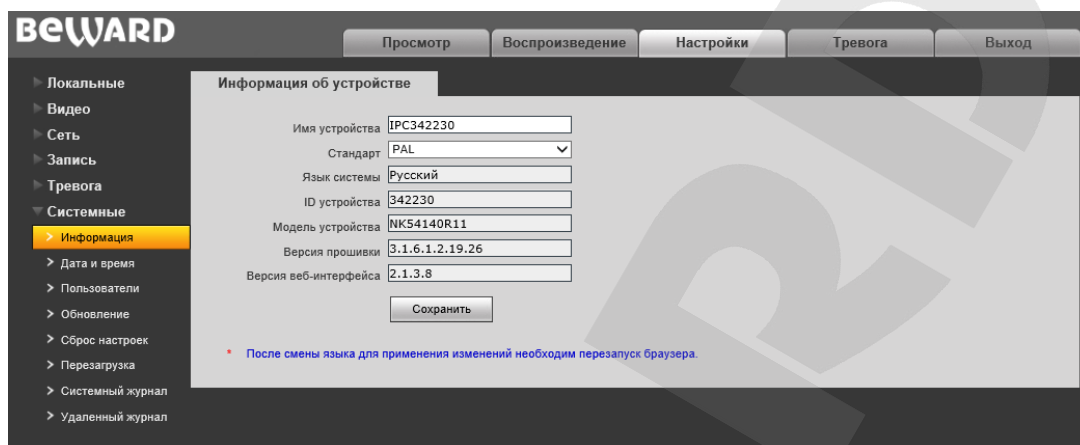 BEWARD
Просмотр
Воспроизведение
Настройки
Тревога
Выход
Локальные
Видео
Сеть
Запись
Тревога
Системные
Информация
Дата и время
Пользователи
Обновление
Сброс настроек
Перезагрузка
Системный журнал
Удаленный журнал
Информация об устройстве
Имя устройства IPC342230
Стандарт PAL
Язык системы Русский
ID устройства 342230
Модель устройства NK54140R11
Версия прошивки 3.1.6.1.2.19.26
Версия веб-интерфейса 2.1.3.8
Сохранить
* После смены языка для применения изменений необходим перезапуск браузера.